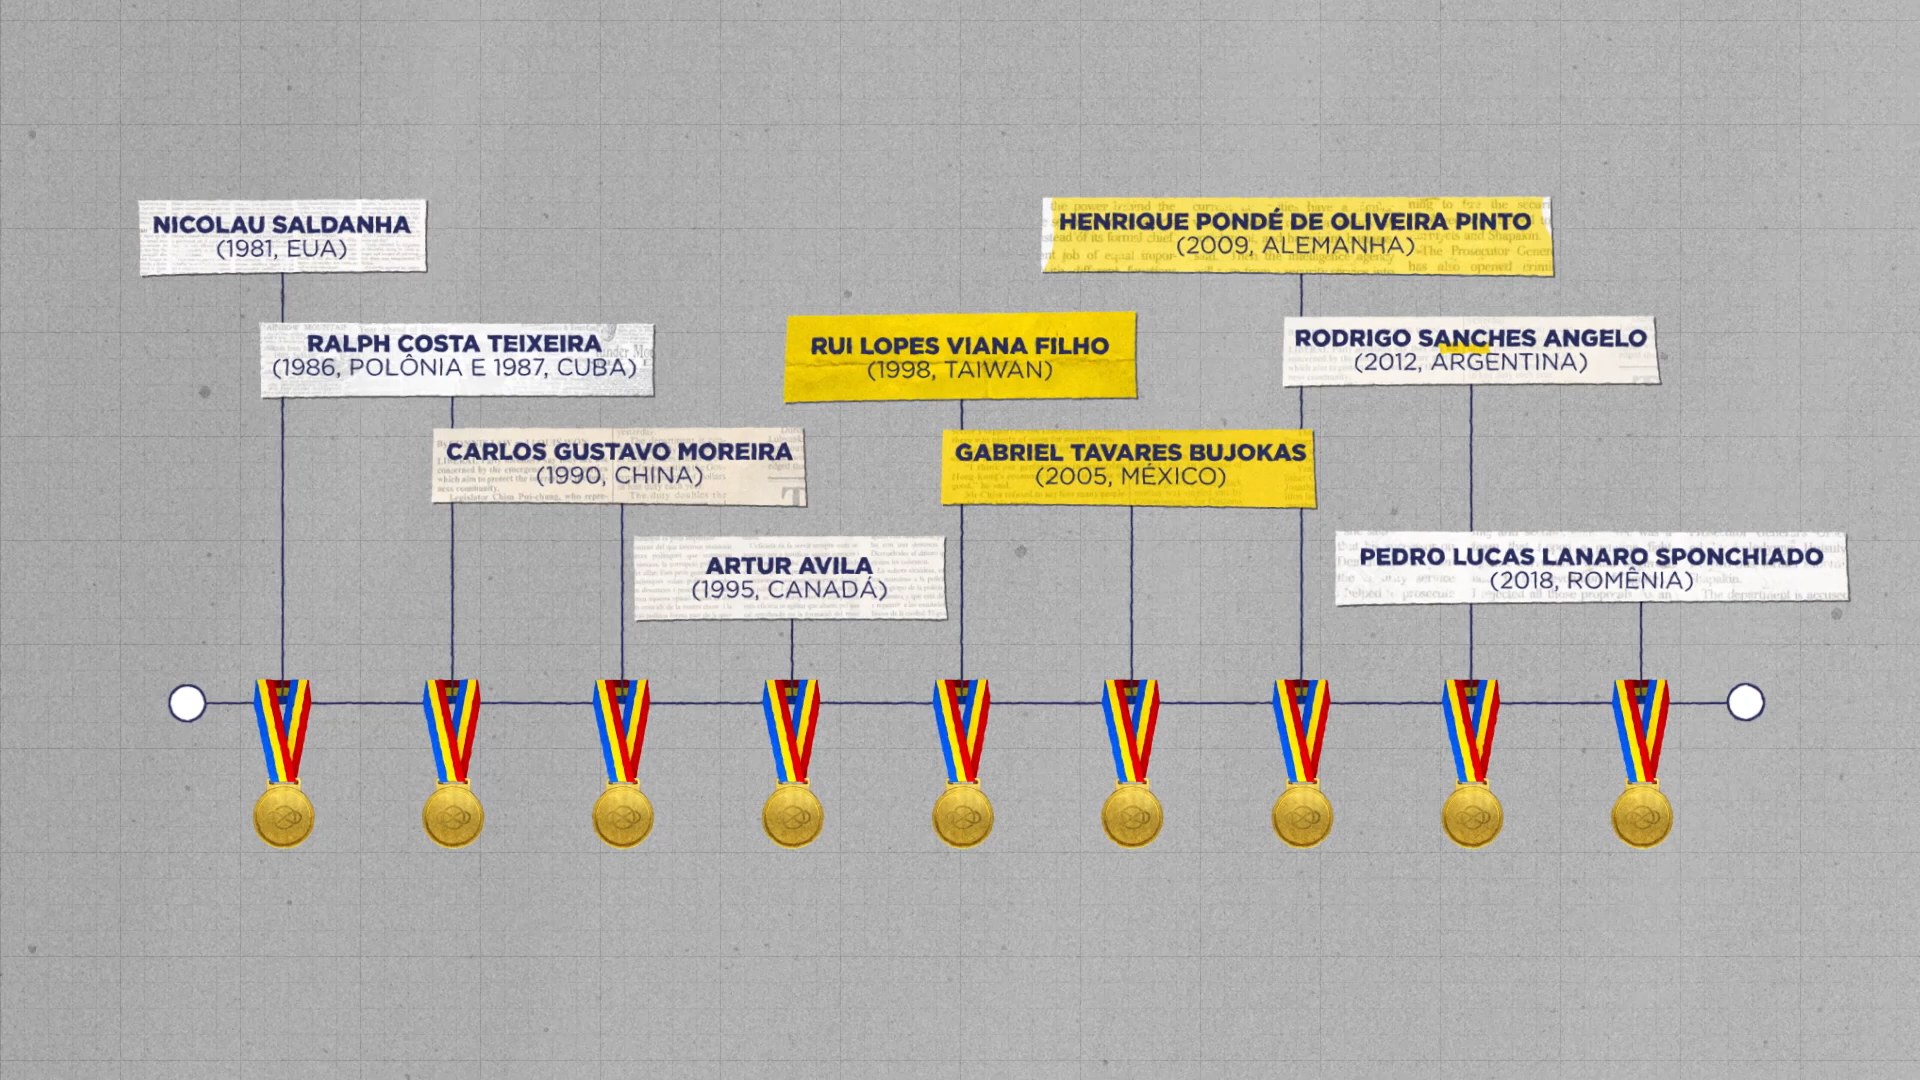 NICOLAU SALDANHA
(1981, EUA)
RALPH COSTA TEIXEIRA
(1986, POLÔNIA E 1987, CUBA)
CARLOS GUSTAVO MOREIRA
(1990, CHINA)
ARTUR AVILA
(1995, CANADÁ)
RUI LOPES VIANA FILHO
(1998, TAIWAN)
GABRIEL TAVARES BUJOKAS
(2005, MÉXICO)
HENRIQUE PONDÉ DE OLIVEIRA PINTO
(2009, ALEMANHA)
RODRIGO SANCHES ANGELO
(2012, ARGENTINA)
PEDRO LUCAS LANARO SPONCHIADO
(2018, ROMÊNIA)